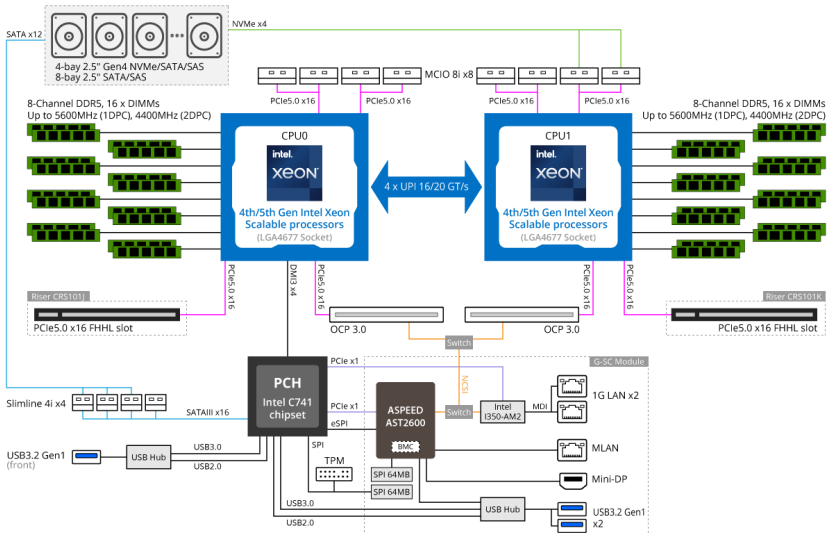 SATA x12
NVMe x4
4-bay 2.5" Gen4 NVMe/SATA/SAS
8-bay 2.5" SATA/SAS
MCIO 8i x8
PCIe5.0 x16
PCIe5.0 x16
PCIe5.0 x16
PCIe5.0 x16
8-Channel DDR5, 16 x DIMMs
Up to 5600MHz (1DPC), 4400MHz (2DPC)
8-Channel DDR5, 16 x DIMMs
Up to 5600MHz (1DPC), 4400MHz (2DPC)
CPU0
intel.
xeon
4th/5th Gen Intel Xeon
Scalable processors
(LGA4677 Socket)
4 x UPI 16/20 GT/s
CPU1
intel.
xeon
4th/5th Gen Intel Xeon
Scalable processors
(LGA4677 Socket)
PCIe5.0 x16
DMI3 x4
PCIe5.0 x16
PCIe5.0 x16
PCIe5.0 x16
Riser CRS101J
PCIe5.0 x16 FHHL slot
OCP 3.0
OCP 3.0
Riser CRS101K
PCIe5.0 x16 FHHL slot
Switch
G-SC Module
PCIe x1
PCH
Intel C741
chipset
NCSI
PCIe x1
eSPI
ASPEED
AST2600
BMC
Switch
Intel
I350-AM2
MDI
1G LAN x2
Slimline 4i x4
SATAIII x16
SPI
MLAN
USB3.2 Gen1
(front)
USB Hub
USB3.0
USB2.0
TPM
SPI 64MB
SPI 64MB
Mini-DP
USB3.0
USB2.0
USB Hub
USB3.2 Gen1
x2